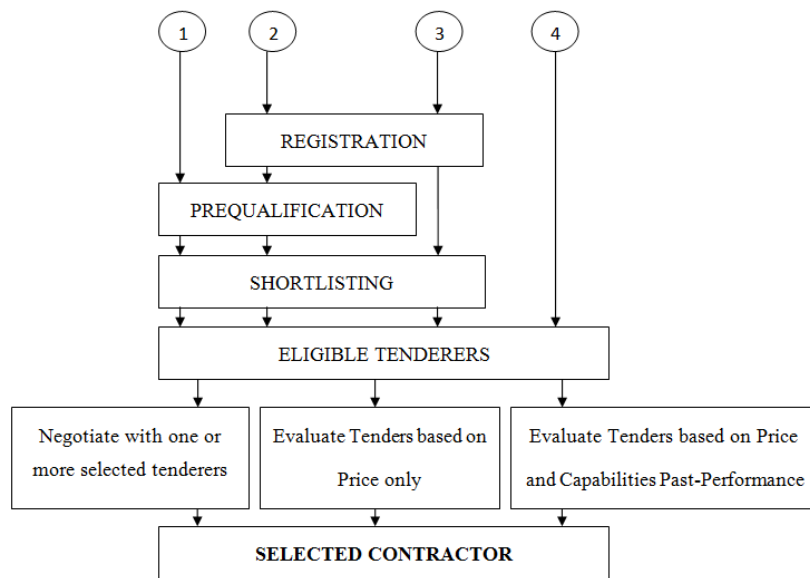 1
2
3
4
REGISTRATION
PREQUALIFICATION
SHORTLISTING
ELIGIBLE TENDERERS
Negotiate with one or
more selected tenderers
Evaluate Tenders based on
Price only
Evaluate Tenders based on Price
and Capabilities Past-Performance
SELECTED CONTRACTOR